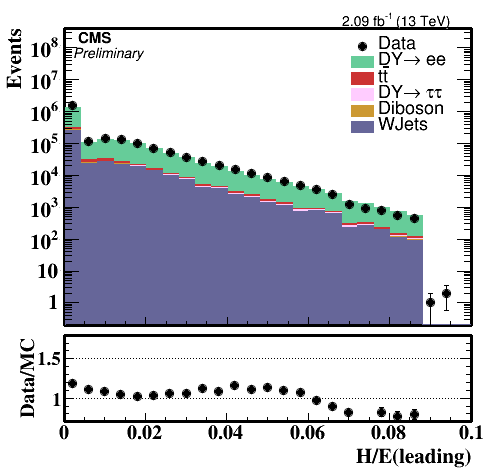 2.09 fb⁻¹ (13 TeV)
CMS
Preliminary
Data
DY→ ee
tt̄
DY→ ττ
Diboson
WJets
Events
10⁸
10⁷
10⁶
10⁵
10⁴
10³
10²
10
1
Data/MC
1.5
1
0
0.02
0.04
0.06
0.08
0.1
H/E(leading)